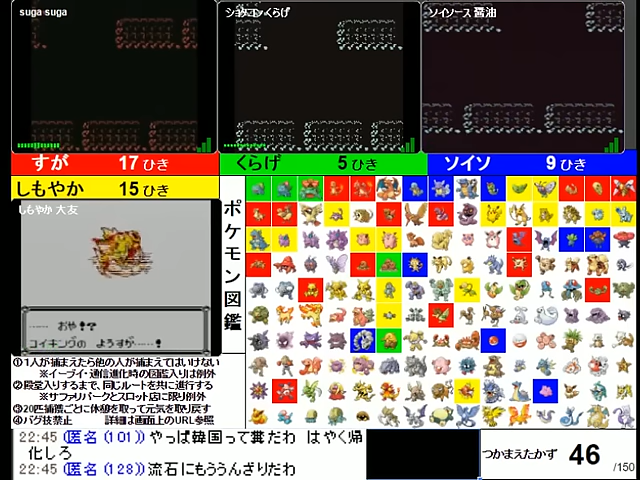 suga suga
ショウユンくらげ
ソイソース 醤油
すが 17ひき
くらげ 5ひき
ソイソ 9ひき
しもやか 15ひき
しもやか 大友
ポケモン図鑑
‥‥‥ おや!?
コイキングの ようすが‥‥‥!
①1人が捕まえたら他の人が捕まえてはいけない
※イーブイ・通信進化時の図鑑入りは例外
②殿堂入りするまで、同じルートを共に進行する
※サファリパークとスロット店に限り例外
③20匹捕獲ごとに休憩を取って元気を取り戻す
④バグ技禁止 詳細は画面上のURL参照
22:45 (匿名(101)) やっぱ韓国って糞だわ はやく帰
化しろ
22:45 (匿名(128)) 流石にもううんざりだわ
つかまえたかず 46 /150